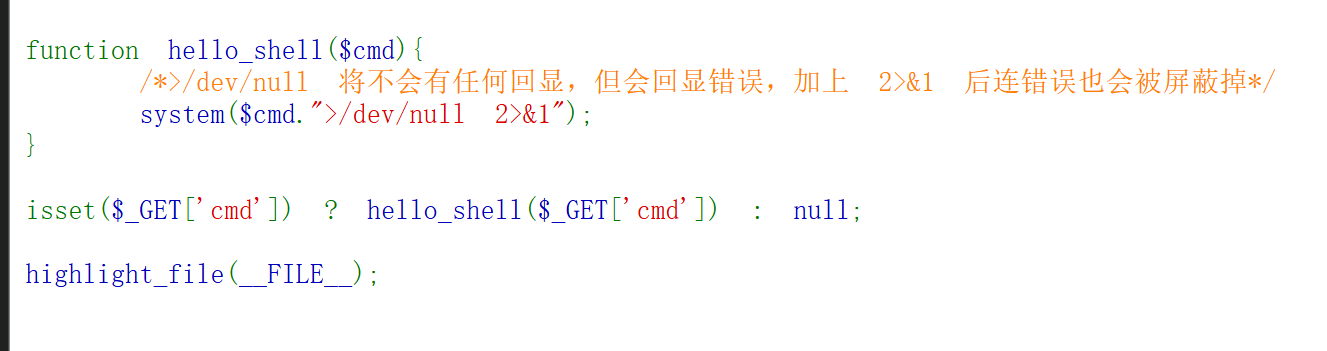 function hello_shell($cmd){
/*>/dev/null 将不会有任何回显，但会回显错误，加上 2>&1 后连错误也会被屏蔽掉*/
system($cmd.">/dev/null 2>&1");
}
isset($_GET['cmd']) ? hello_shell($_GET['cmd']) : null;
highlight_file(__FILE__);